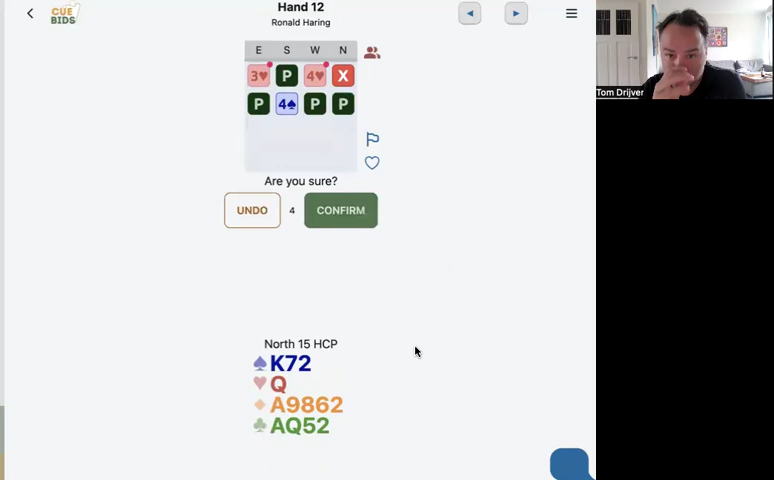 Hand 12
CUE
BIDS
Ronald Haring
E S W N
3♥ P 4♥ X
P 4♠ P P
Tom Drijver
Are you sure?
UNDO 4 CONFIRM
North 15 HCP
♠ K72
♥ Q
♦ A9862
♣ AQ52